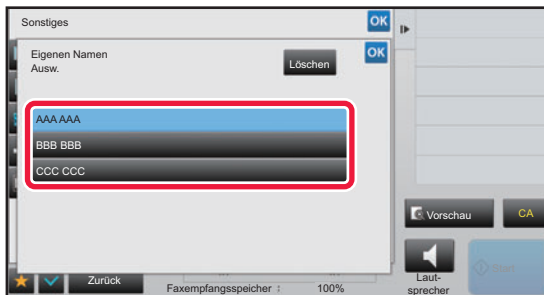 Sonstiges
OK
Eigenen Namen
Ausw.
Löschen
OK
AAA AAA
BBB BBB
CCC CCC
Vorschau
CA
Zurück
Faxempfangsspeicher : 100%
Laut-
sprecher
Start